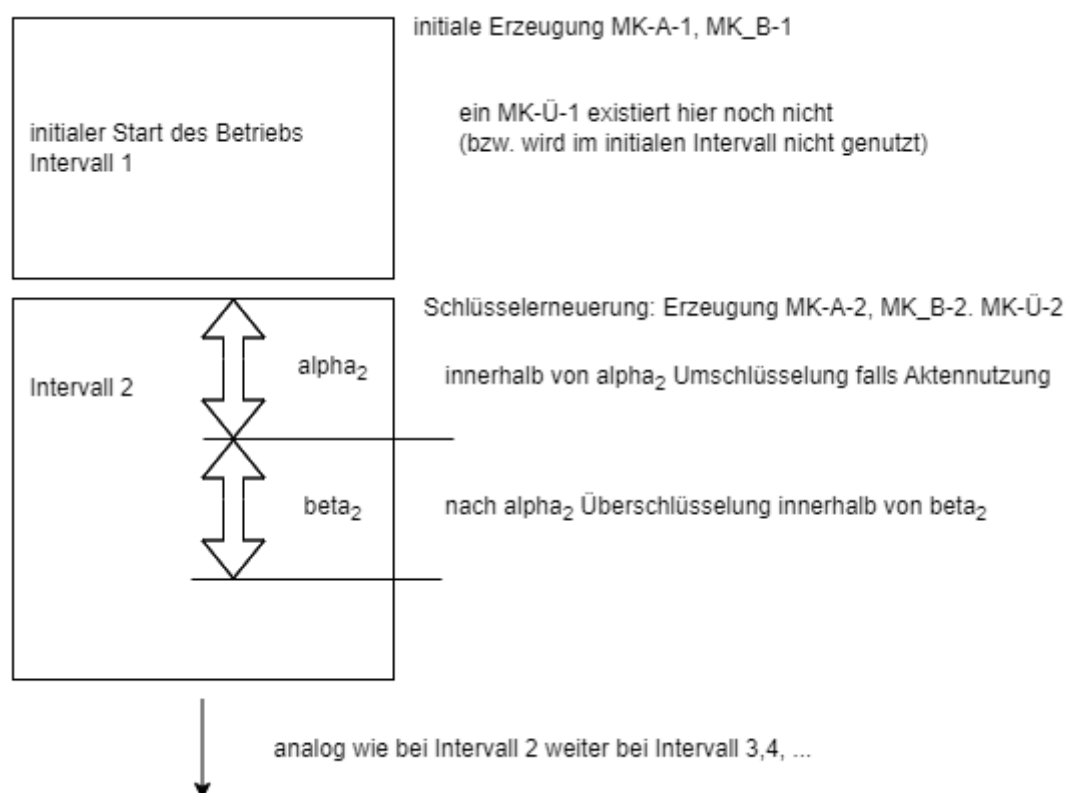 initiale Erzeugung MK-A-1, MK_B-1
ein MK-Ü-1 existiert hier noch nicht
(bzw. wird im initialen Intervall nicht genutzt)
initialer Start des Betriebs
Intervall 1
Schlüsselerneuerung: Erzeugung MK-A-2, MK_B-2. MK-Ü-2
alpha₂
innerhalb von alpha₂ Umschlüsselung falls Aktennutzung
Intervall 2
beta₂
nach alpha₂ Überschlüsselung innerhalb von beta₂
analog wie bei Intervall 2 weiter bei Intervall 3,4, ...